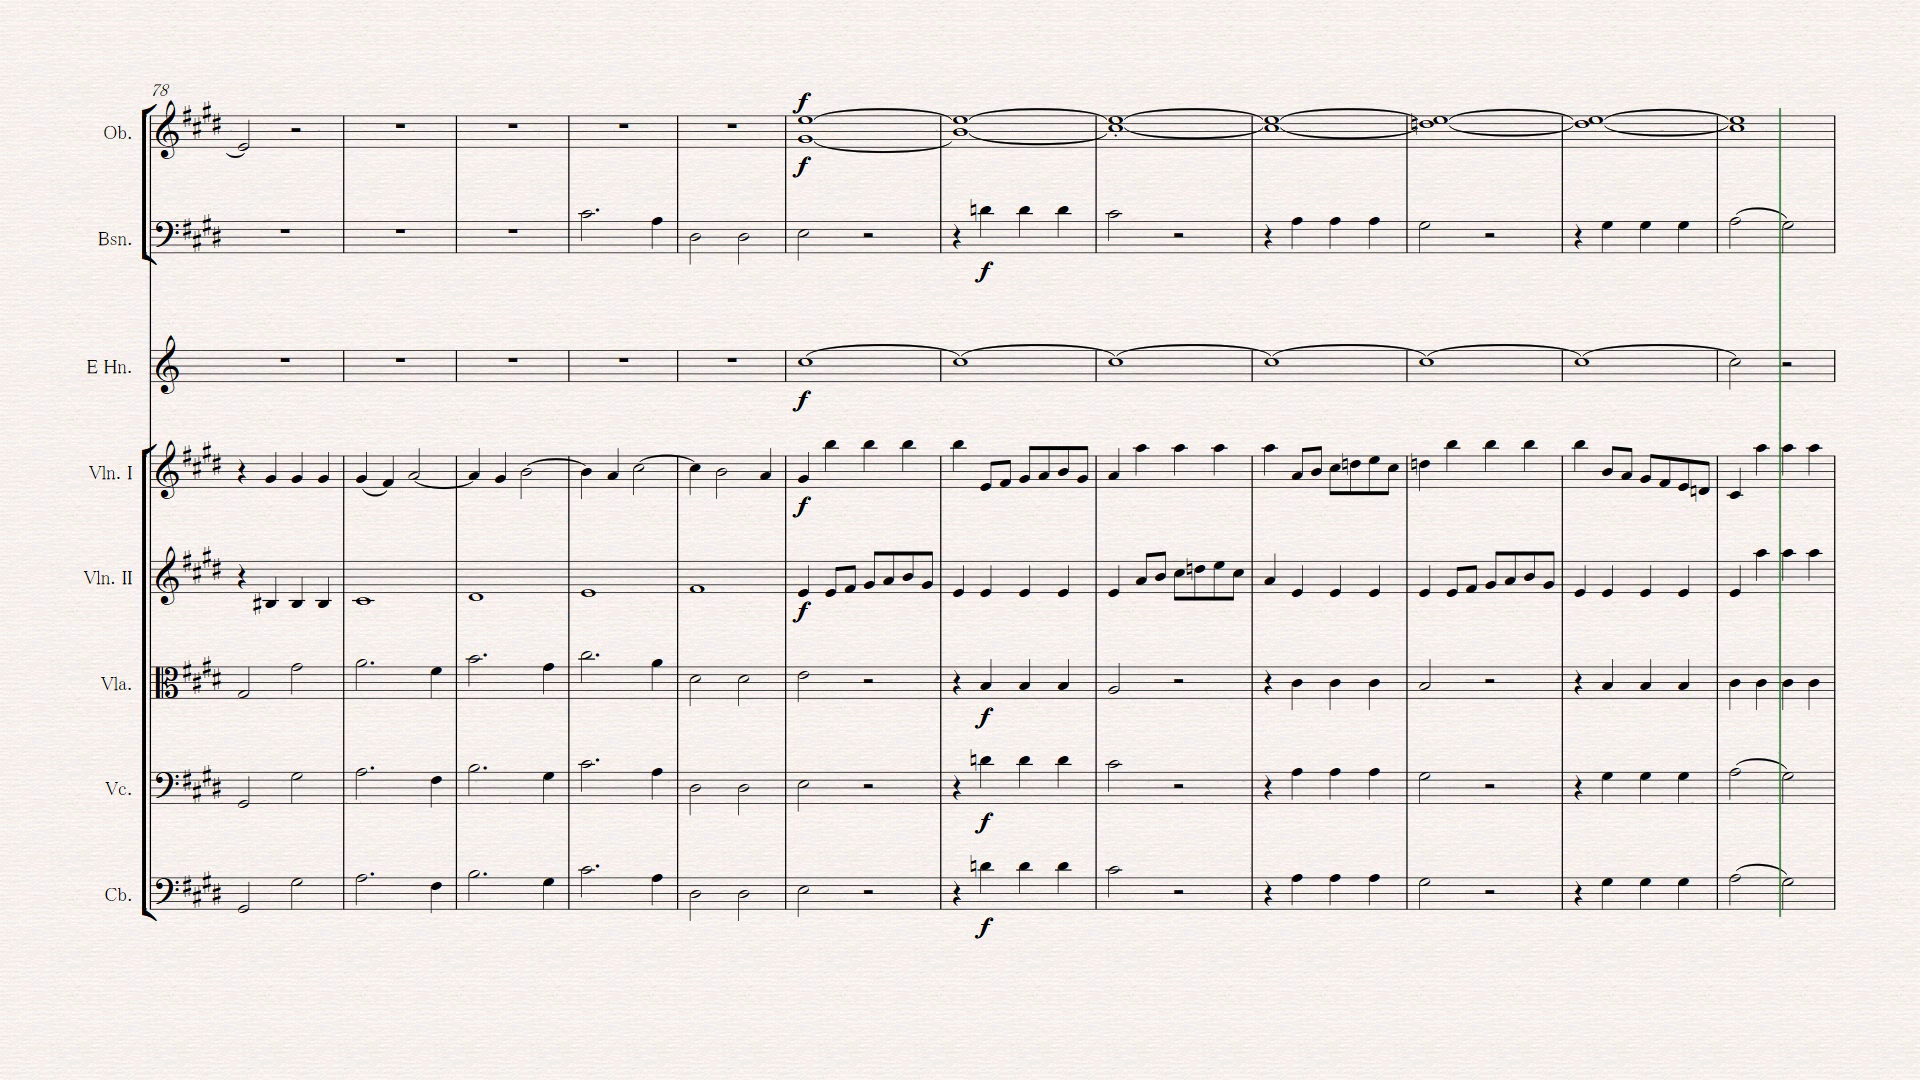 78
f
Ob.
f
Bsn.
f
E Hn.
f
Vln. I
f
Vln. II
f
Vla.
f
Vc.
f
Cb.
f